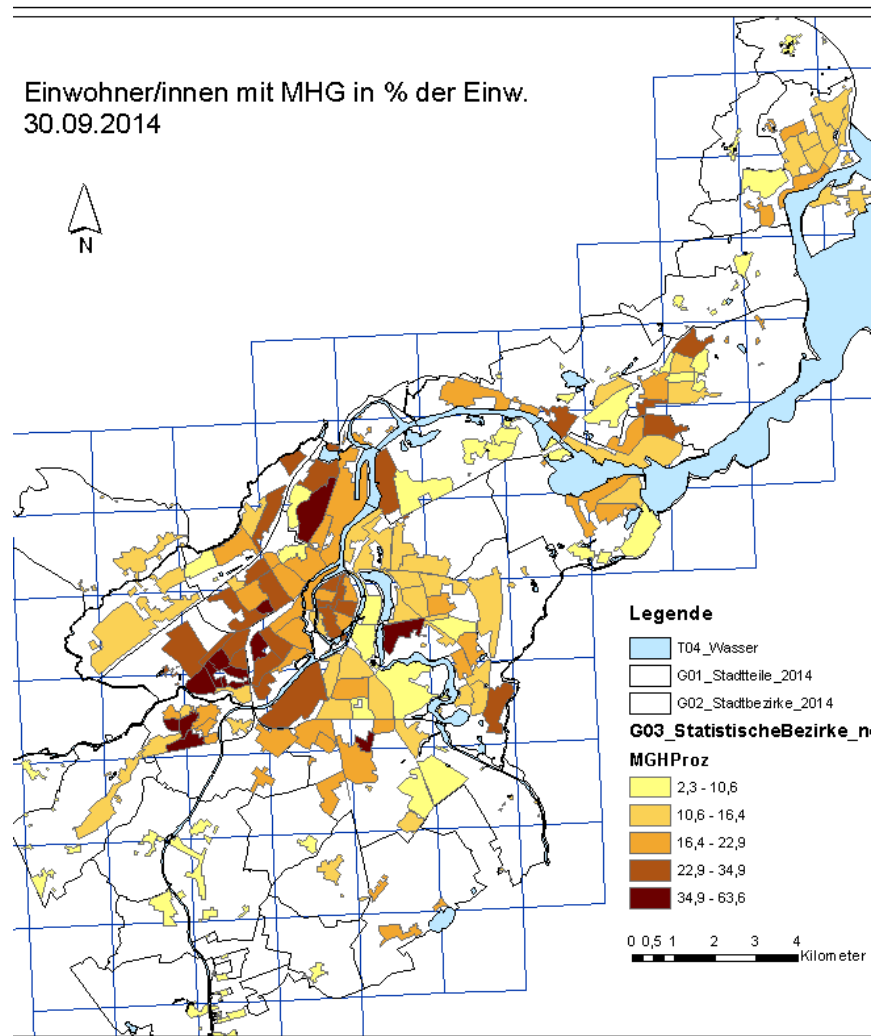 Einwohner/innen mit MHG in % der Einw.
30.09.2014
N
Legende
T04_Wasser
G01_Stadtteile_2014
G02_Stadtbezirke_2014
G03_StatistischeBezirke_n
MGHProz
2,3 - 10,6
10,6 - 16,4
16,4 - 22,9
22,9 - 34,9
34,9 - 63,6
0 0,5 1 2 3 4
Kilometer